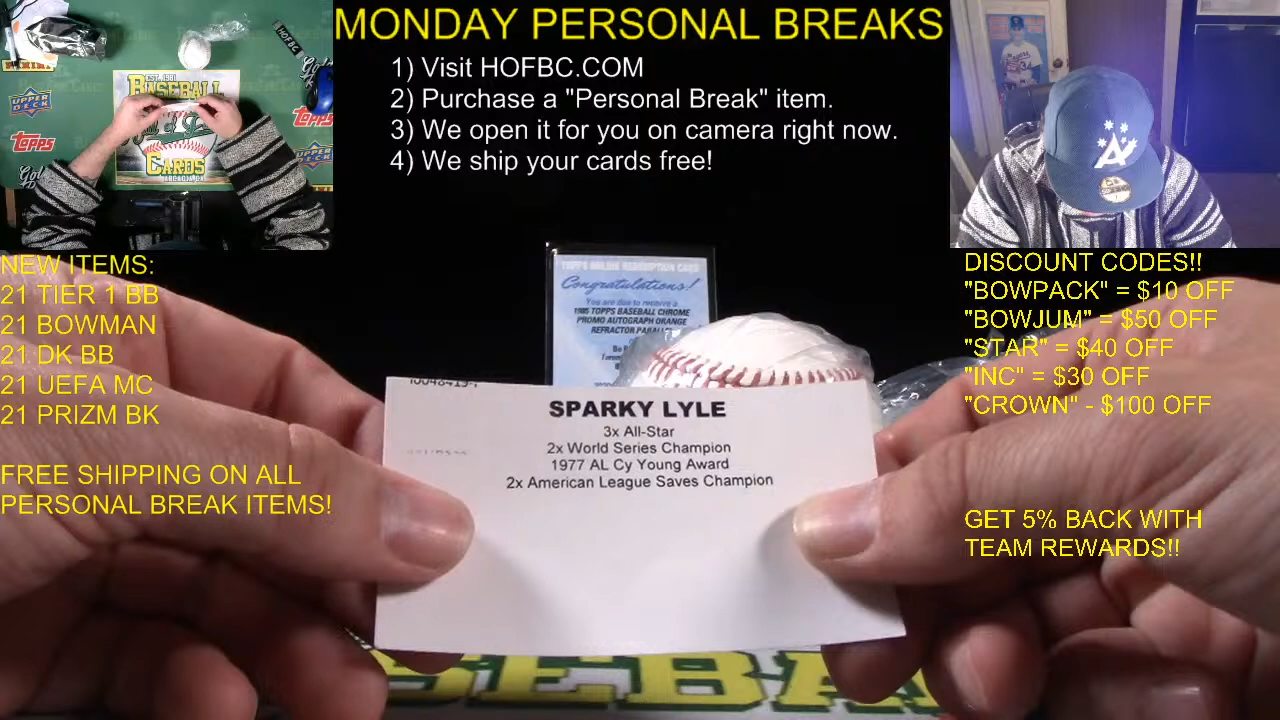 MONDAY PERSONAL BREAKS
1) Visit HOFBC.COM
2) Purchase a "Personal Break" item.
3) We open it for you on camera right now.
4) We ship your cards free!
NEW ITEMS:
21 TIER 1 BB
21 BOWMAN
21 DK BB
21 UEFA MC
21 PRIZM BK
FREE SHIPPING ON ALL
PERSONAL BREAK ITEMS!
DISCOUNT CODES!!
"BOWPACK" = $10 OFF
"BOWJUM" = $50 OFF
"STAR" = $40 OFF
"INC" = $30 OFF
"CROWN" - $100 OFF
GET 5% BACK WITH
TEAM REWARDS!!
TOPPS ONLINE REDEMPTION CARD
Congratulations!
You are due to receive a
1985 TOPPS BASEBALL CHROME
PROMO AUTOGRAPH ORANGE
REFRACTOR
SPARKY LYLE
3x All-Star
2x World Series Champion
1977 AL Cy Young Award
2x American League Saves Champion
HOFBC
UPPER DECK
Topps
EST. 1981
BASEBALL
CARDS
ARCADIA, CA
Topps
UPPER DECK
BASEBA